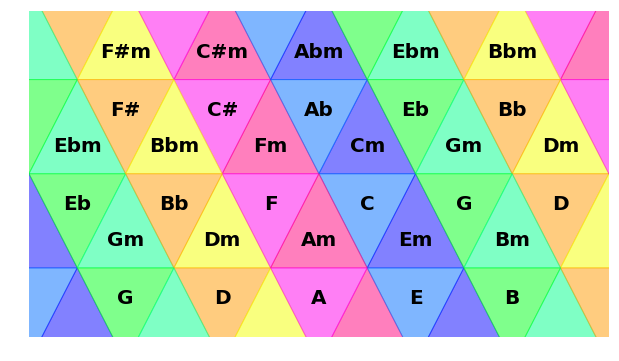 F#m C#m Abm Ebm Bbm
F# C# Ab Eb Bb
Ebm Bbm Fm Cm Gm Dm
Eb Bb F C G D
Gm Dm Am Em Bm
G D A E B